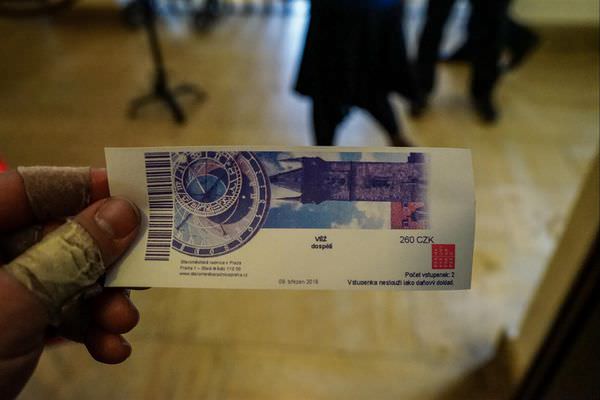 Věž
dospělí
260 CZK
Staroměstská radnice v Praze
Praha 1 - Staré Město 110 00
09. březen 2016
Počet vstupenek: 2
Vstupenka neslouží jako daňový doklad.